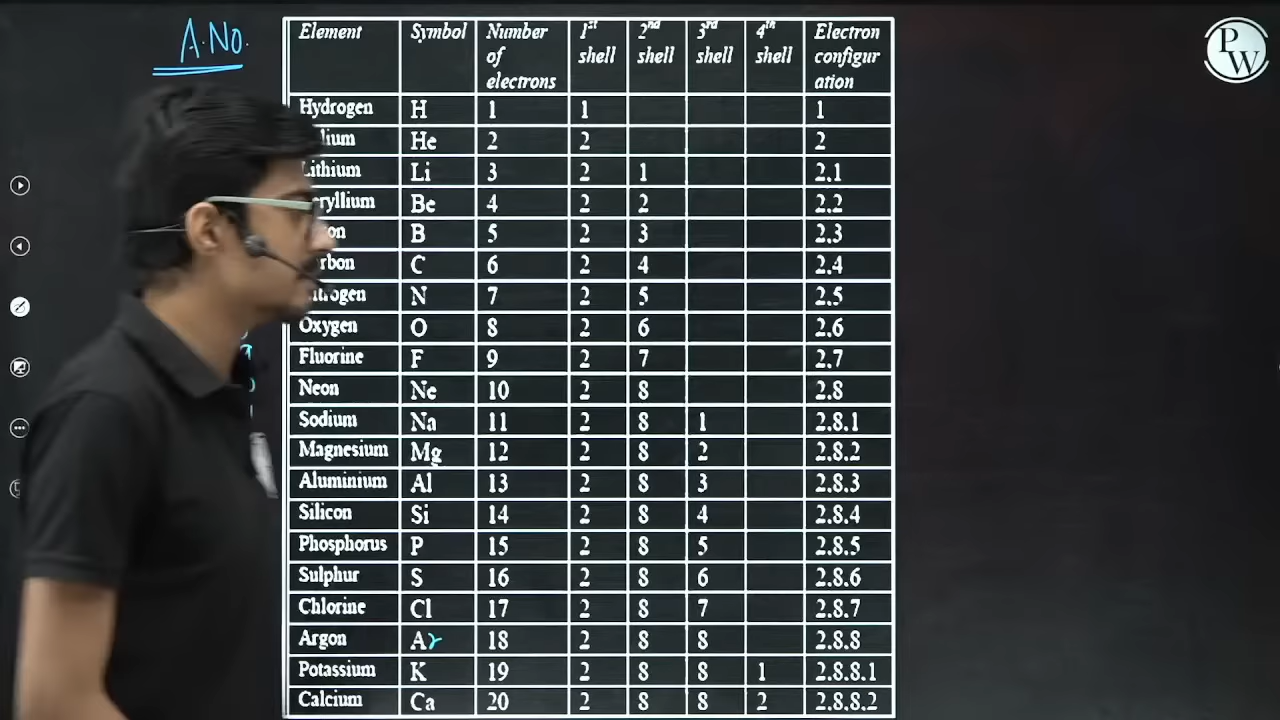 A.No.
PW
Element Symbol Number of electrons 1st shell 2nd shell 3rd shell 4th shell Electron configur ation
Hydrogen H 1 1 1
He 2 2 2
Lithium Li 3 2 1 2.1
Be 4 2 2 2.2
B 5 2 3 2.3
C 6 2 4 2.4
N 7 2 5 2.5
Oxygen O 8 2 6 2.6
Fluorine F 9 2 7 2.7
Neon Ne 10 2 8 2.8
Sodium Na 11 2 8 1 2.8.1
Magnesium Mg 12 2 8 2 2.8.2
Aluminium Al 13 2 8 3 2.8.3
Silicon Si 14 2 8 4 2.8.4
Phosphorus P 15 2 8 5 2.8.5
Sulphur S 16 2 8 6 2.8.6
Chlorine Cl 17 2 8 7 2.8.7
Argon Ar 18 2 8 8 2.8.8
Potassium K 19 2 8 8 1 2.8.8.1
Calcium Ca 20 2 8 8 2 2.8.8.2